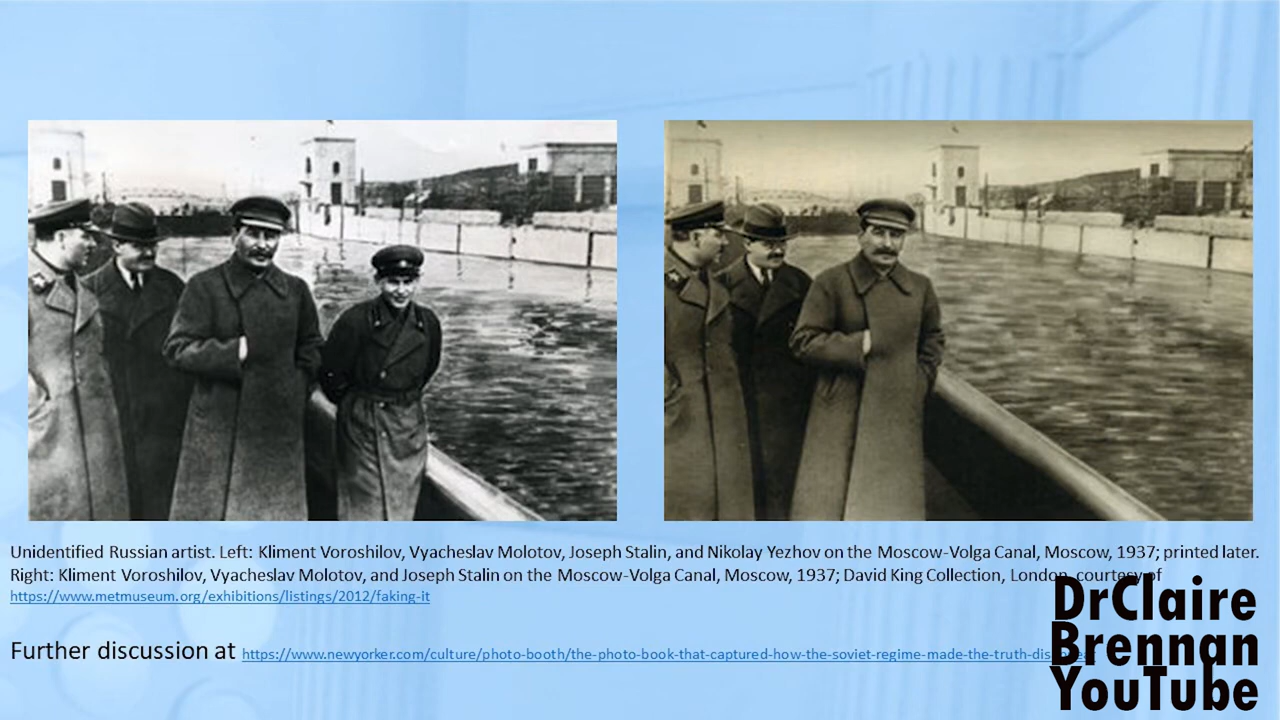 Unidentified Russian artist. Left: Kliment Voroshilov, Vyacheslav Molotov, Joseph Stalin, and Nikolay Yezhov on the Moscow-Volga Canal, Moscow, 1937; printed later.
Right: Kliment Voroshilov, Vyacheslav Molotov, and Joseph Stalin on the Moscow-Volga Canal, Moscow, 1937; David King Collection, London, courtesy of
https://www.metmuseum.org/exhibitions/listings/2012/faking-it
Further discussion at https://www.newyorker.com/culture/photo-booth/the-photo-book-that-captured-how-the-soviet-regime-made-the-truth-
DrClaire
Brennan
YouTube